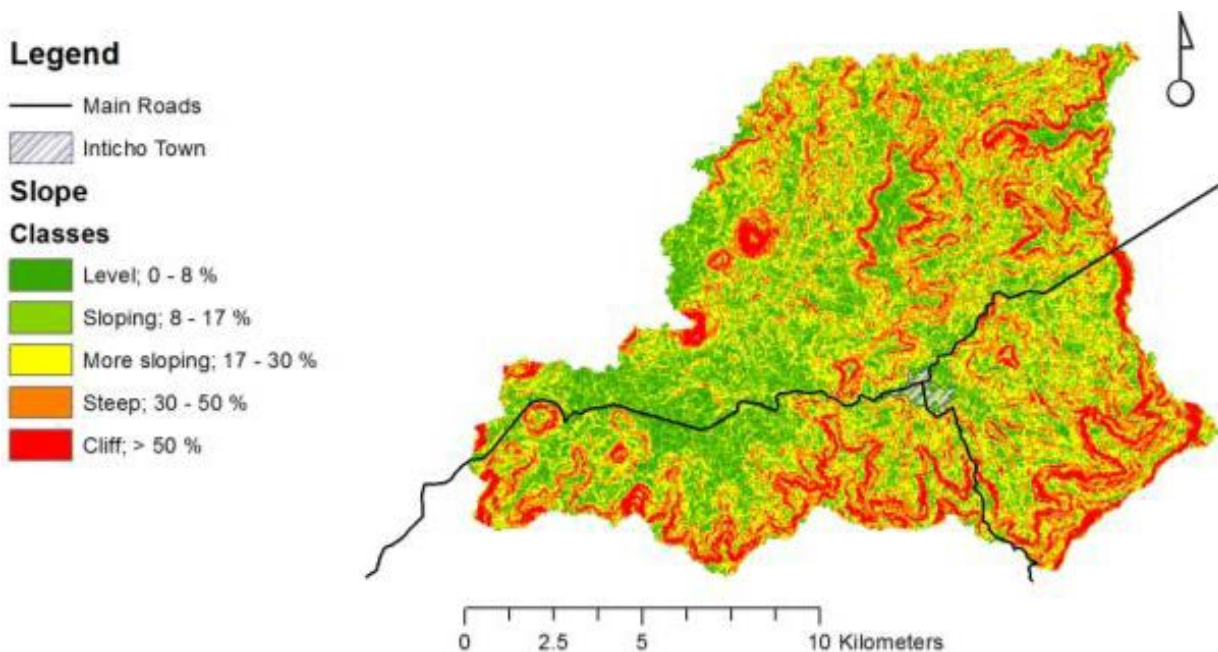 Legend
Main Roads
Inticho Town
Slope
Classes
Level; 0 - 8 %
Sloping; 8 - 17 %
More sloping; 17 - 30 %
Steep; 30 - 50 %
Cliff; > 50 %
0 2.5 5 10 Kilometers